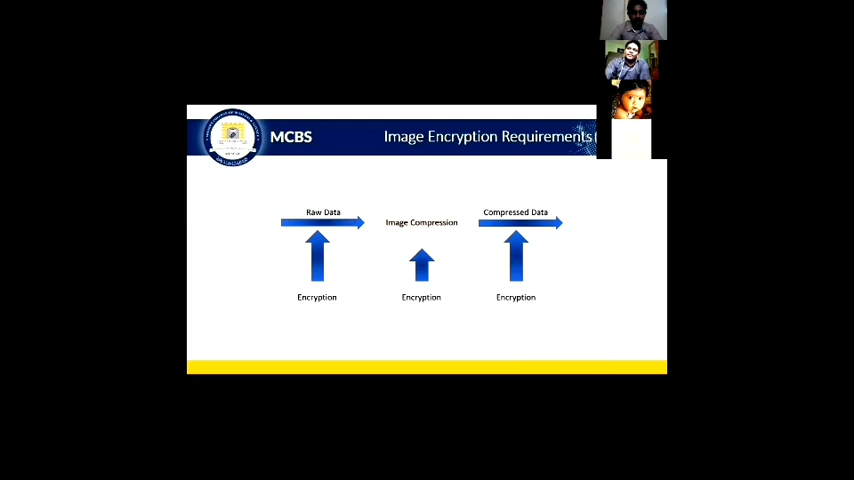 MCBS
Image Encryption Requirements(
Raw Data
Image Compression
Compressed Data
Encryption
Encryption
Encryption